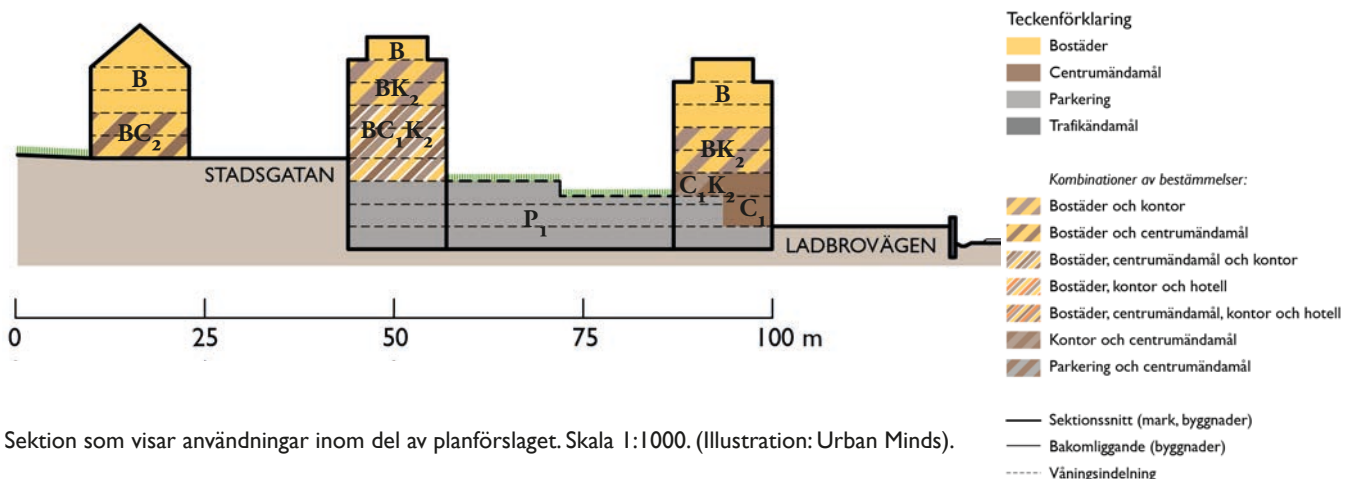 B
BC₂
STADSGATAN
B
BK₂
BC₁K₂
P₁
B
BK₂
C₁K₂
C₁
LADBROVÄGEN
0 25 50 75 100 m
Sektion som visar användningar inom del av planförslaget. Skala 1:1000. (Illustration: Urban Minds).
Teckenförklaring
Bostäder
Centrumändamål
Parkering
Trafikändamål
Kombinationer av bestämmelser:
Bostäder och kontor
Bostäder och centrumändamål
Bostäder, centrumändamål och kontor
Bostäder, kontor och hotell
Bostäder, centrumändamål, kontor och hotell
Kontor och centrumändamål
Parkering och centrumändamål
Sektionssnitt (mark, byggnader)
Bakomliggande (byggnader)
Våningsindelning